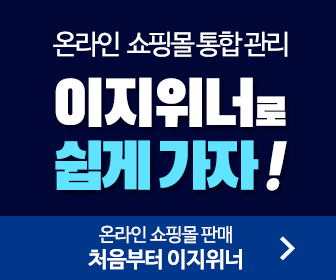 온라인 쇼핑몰 통합 관리
이지위너로
쉽게 가자!
온라인 쇼핑몰 판매
처음부터 이지위너